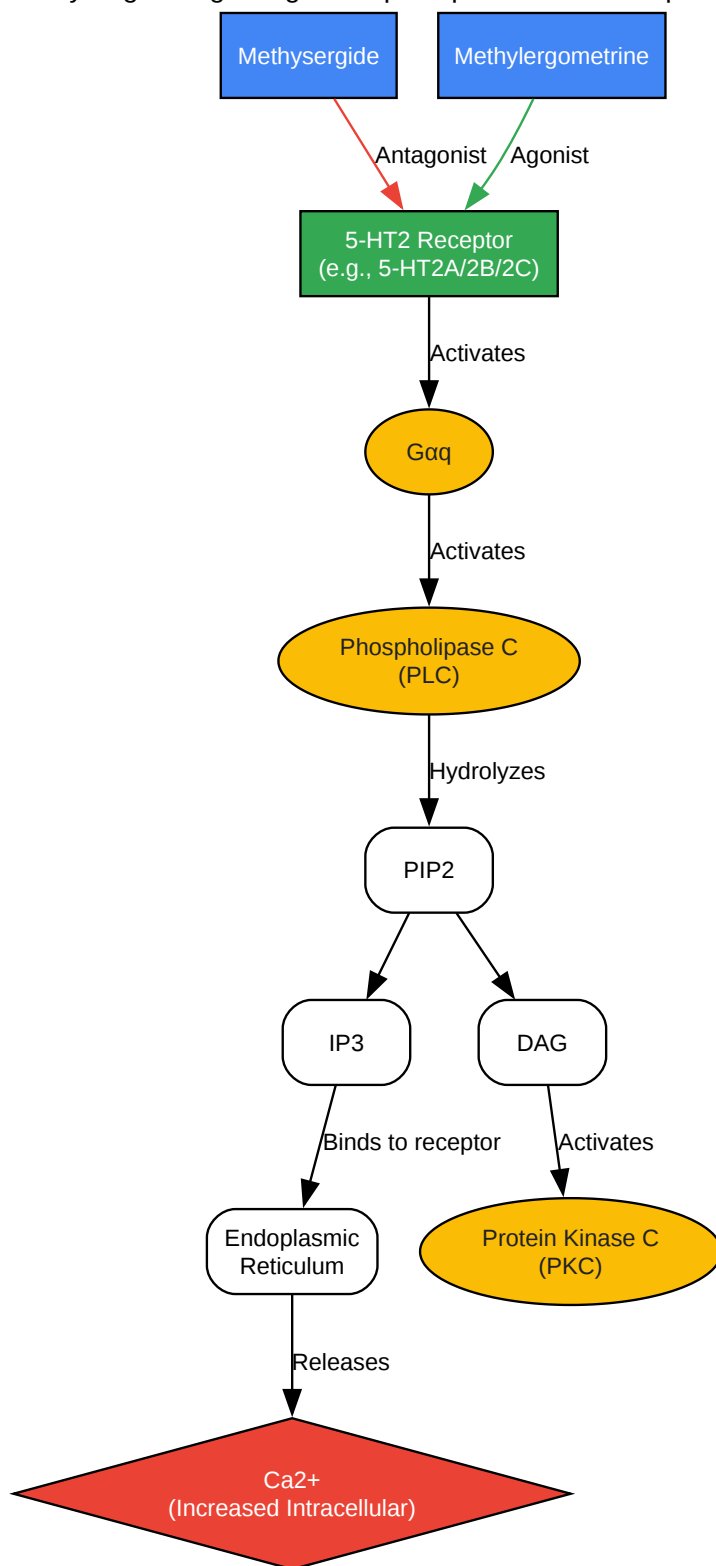 Methysergide
Methylergometrine
Antagonist
Agonist
5-HT2 Receptor
(e.g., 5-HT2A/2B/2C)
Activates
Gαq
Activates
Phospholipase C
(PLC)
Hydrolyzes
PIP2
IP3
DAG
Binds to receptor
Activates
Endoplasmic
Reticulum
Protein Kinase C
(PKC)
Releases
Ca2+
(Increased Intracellular)